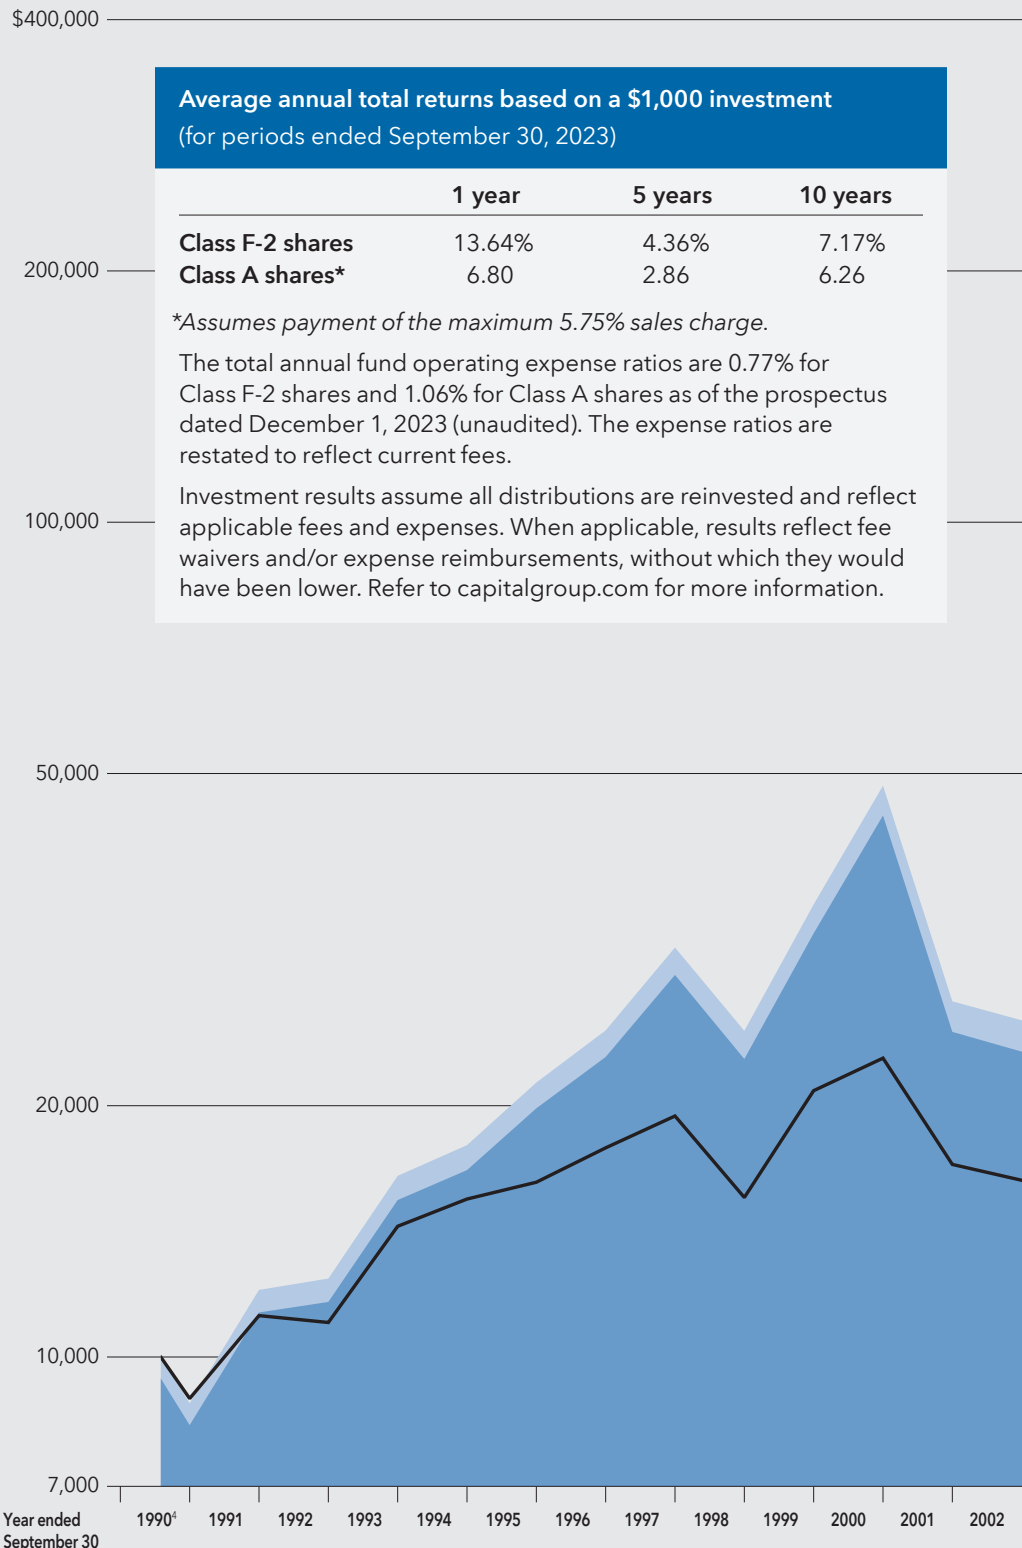 $400,000
Average annual total returns based on a $1,000 investment
(for periods ended September 30, 2023)
1 year 5 years 10 years
Class F-2 shares 13.64% 4.36% 7.17%
Class A shares* 6.80 2.86 6.26
*Assumes payment of the maximum 5.75% sales charge.
The total annual fund operating expense ratios are 0.77% for
Class F-2 shares and 1.06% for Class A shares as of the prospectus
dated December 1, 2023 (unaudited). The expense ratios are
restated to reflect current fees.
Investment results assume all distributions are reinvested and reflect
applicable fees and expenses. When applicable, results reflect fee
waivers and/or expense reimbursements, without which they would
have been lower. Refer to capitalgroup.com for more information.
200,000
100,000
50,000
20,000
10,000
7,000
Year ended
September 30
1990⁴ 1991 1992 1993 1994 1995 1996 1997 1998 1999 2000 2001 2002